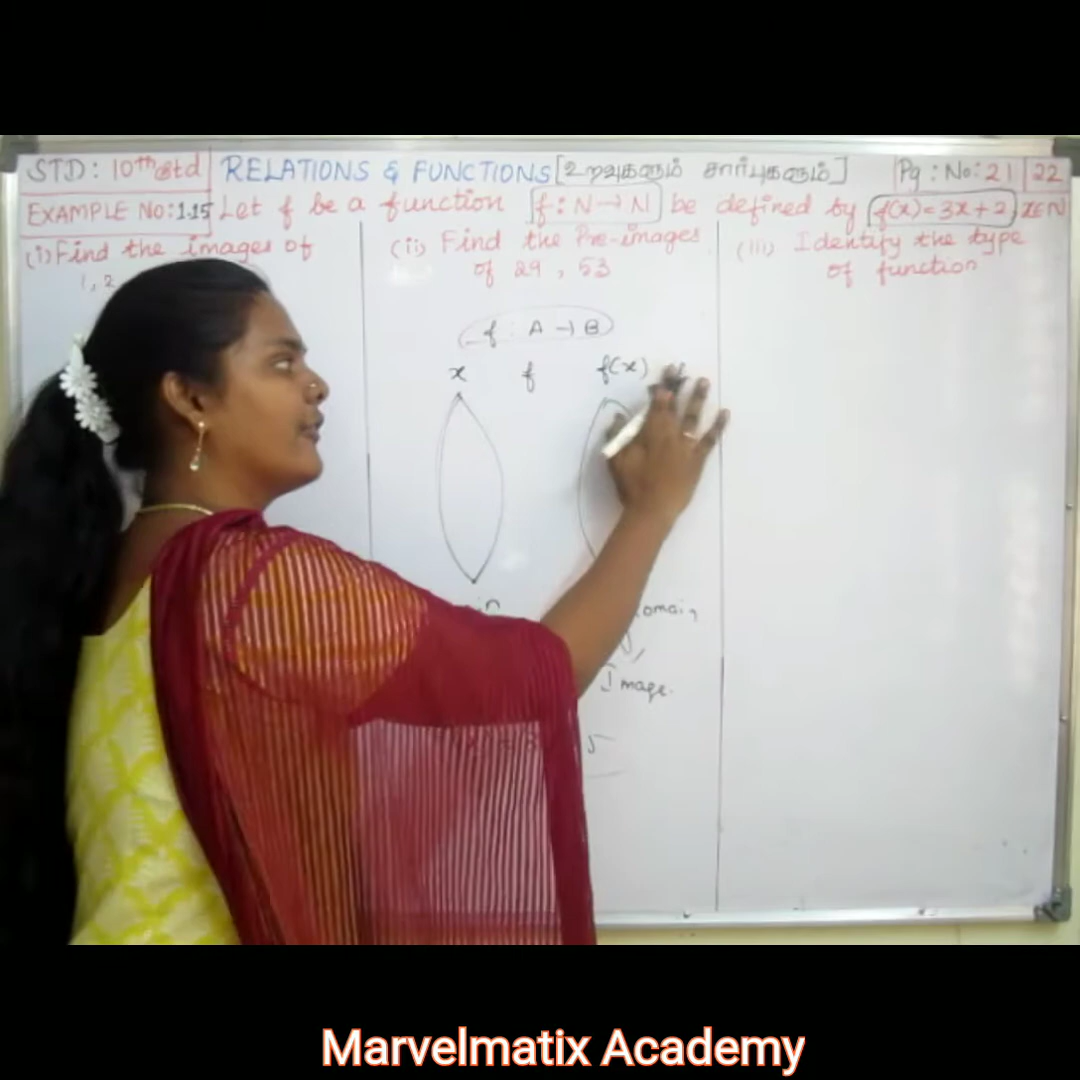 STD: 10th Std RELATIONS & FUNCTIONS [உறவுகளும் சார்புகளும்] Pg: No: 21 22
EXAMPLE NO: 1.15 Let f be a function f: N→N be defined by f(x)=3x+2, x∈N
(i) Find the images of
1, 2
(ii) Find the Pre-images
of 29, 53
(iii) Identify the type
of function
f: A→B
x f f(x)
Image.
Marvelmatix Academy